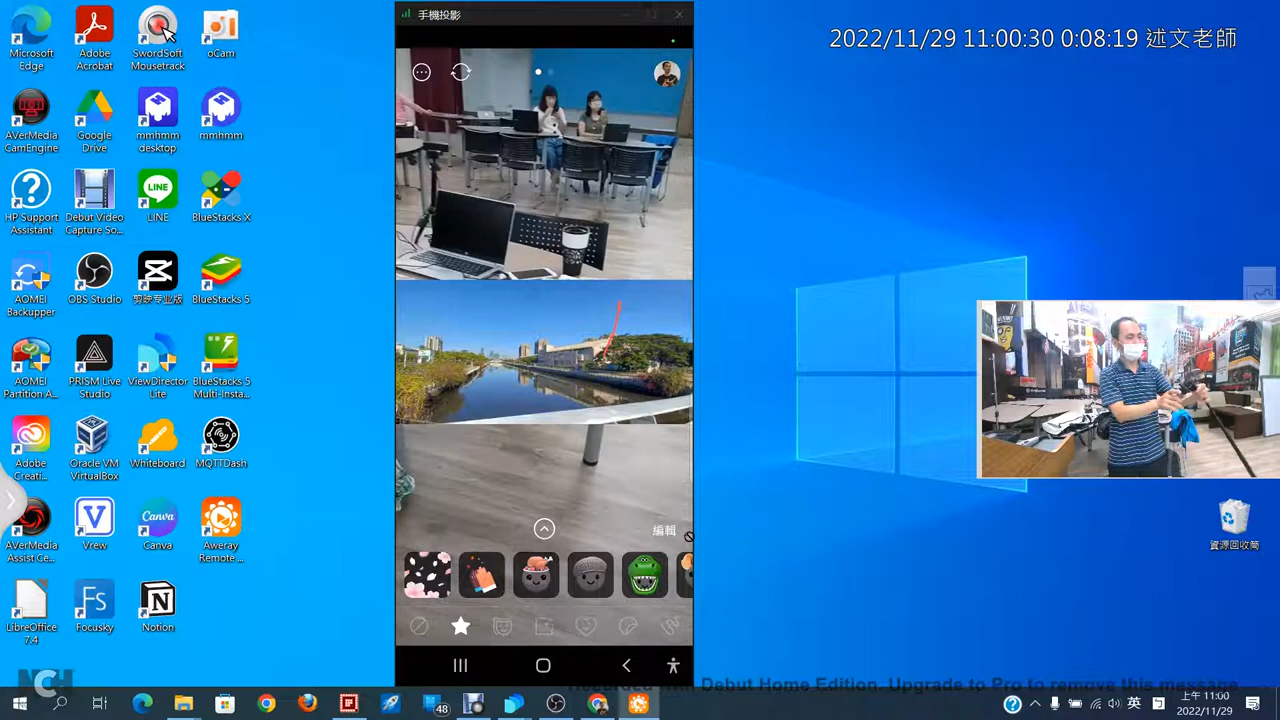 手機投影
2022/11/29 11:00:30 0:08:19 述文老師
Microsoft Edge
Adobe Acrobat
SwordSoft Mousetrack
oCam
AVerMedia CamEngine
Google Drive
mmhmm desktop
mmhmm
HP Support Assistant
Debut Video Capture So...
LINE
BlueStacks X
AOMEI Backupper
OBS Studio
剪映专业版
BlueStacks 5
AOMEI Partition A...
PRISM Live Studio
ViewDirector Lite
BlueStacks 5 Multi-Insta...
Adobe Creati...
Oracle VM VirtualBox
Whiteboard
MQTTDash
AVerMedia Assist Ce...
Vrew
Canva
Aweray Remote ...
LibreOffice 7.4
Focusky
Notion
編輯
資源回收筒
NCH
Recorded with Debut Home Edition. Upgrade to Pro to remove this message
48
英
上午 11:00
2022/11/29